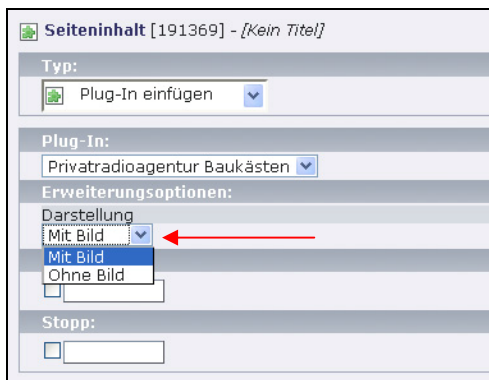 Seiteninhalt [191369] - [Kein Titel]
Typ:
Plug-In einfügen
Plug-In:
Privatradioagentur Baukästen
Erweiterungsoptionen:
Darstellung
Mit Bild
Mit Bild
Ohne Bild
Stopp: